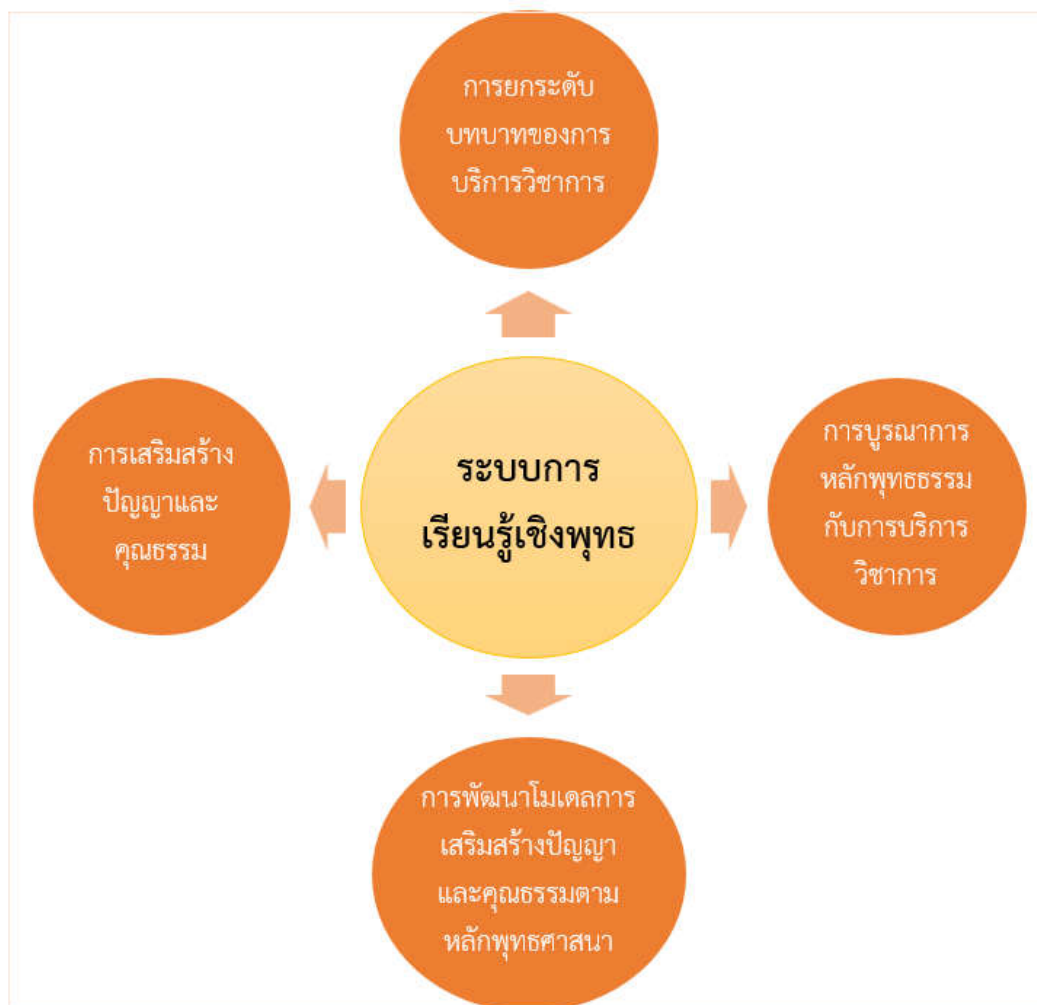 การยกระดับ
บทบาทของการ
บริการวิชาการ
การเสริมสร้าง
ปัญญาและ
คุณธรรม
ระบบการ
เรียนรู้เชิงพุทธ
การบูรณาการ
หลักพุทธธรรม
กับการบริการ
วิชาการ
การพัฒนาโมเดลการ
เสริมสร้างปัญญา
และคุณธรรมตาม
หลักพุทธศาสนา